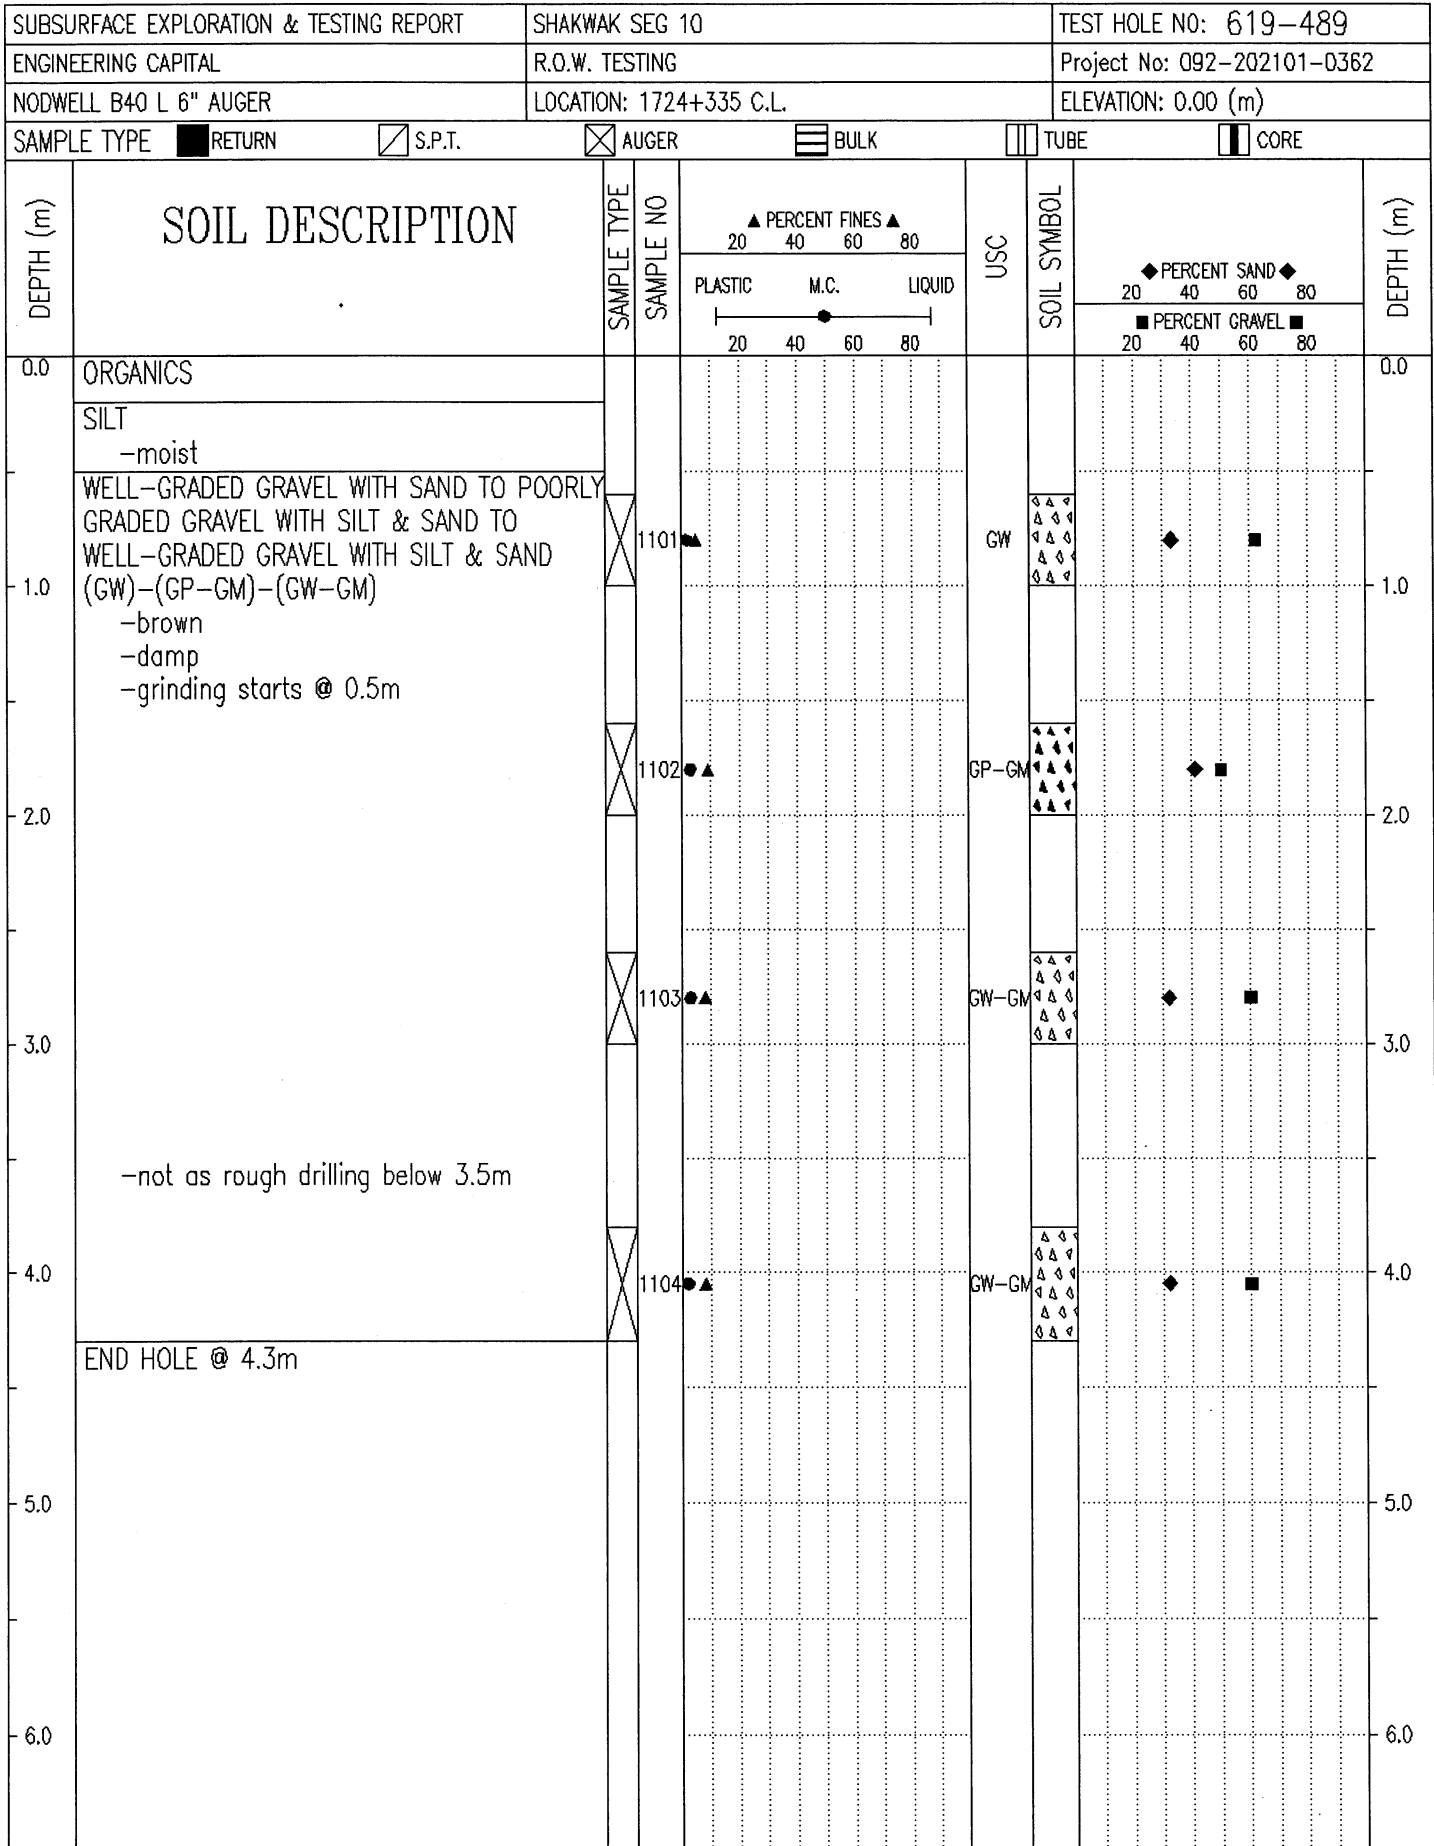 SUBSURFACE EXPLORATION & TESTING REPORT
SHAKWAK SEG 10
TEST HOLE NO: 619-489
ENGINEERING CAPITAL
R.O.W. TESTING
Project No: 092-202101-0362
NODWELL B40 L 6" AUGER
LOCATION: 1724+335 C.L.
ELEVATION: 0.00 (m)
SAMPLE TYPE RETURN S.P.T. AUGER BULK TUBE CORE
DEPTH (m)
SOIL DESCRIPTION
SAMPLE TYPE
SAMPLE NO
PERCENT FINES
20 40 60 80
PLASTIC M.C. LIQUID
20 40 60 80
USC
SOIL SYMBOL
PERCENT SAND
20 40 60 80
PERCENT GRAVEL
20 40 60 80
DEPTH (m)
0.0 ORGANICS 0.0
SILT
-moist
WELL-GRADED GRAVEL WITH SAND TO POORLY
GRADED GRAVEL WITH SILT & SAND TO
1101 GW
WELL-GRADED GRAVEL WITH SILT & SAND
1.0 (GW)-(GP-GM)-(GW-GM) 1.0
-brown
-damp
-grinding starts @ 0.5m
1102 GP-GM
2.0 2.0
1103 GW-GM
3.0 3.0
-not as rough drilling below 3.5m
4.0 4.0
1104 GW-GM
END HOLE @ 4.3m
5.0 5.0
6.0 6.0